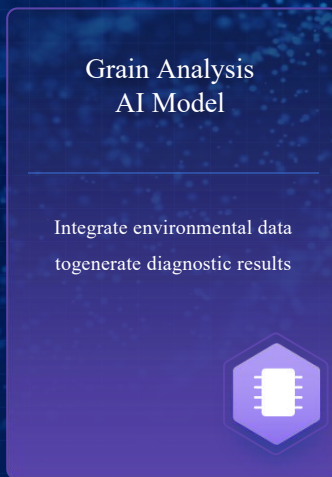 Grain Analysis
AI Model
Integrate environmental data
togenerate diagnostic results